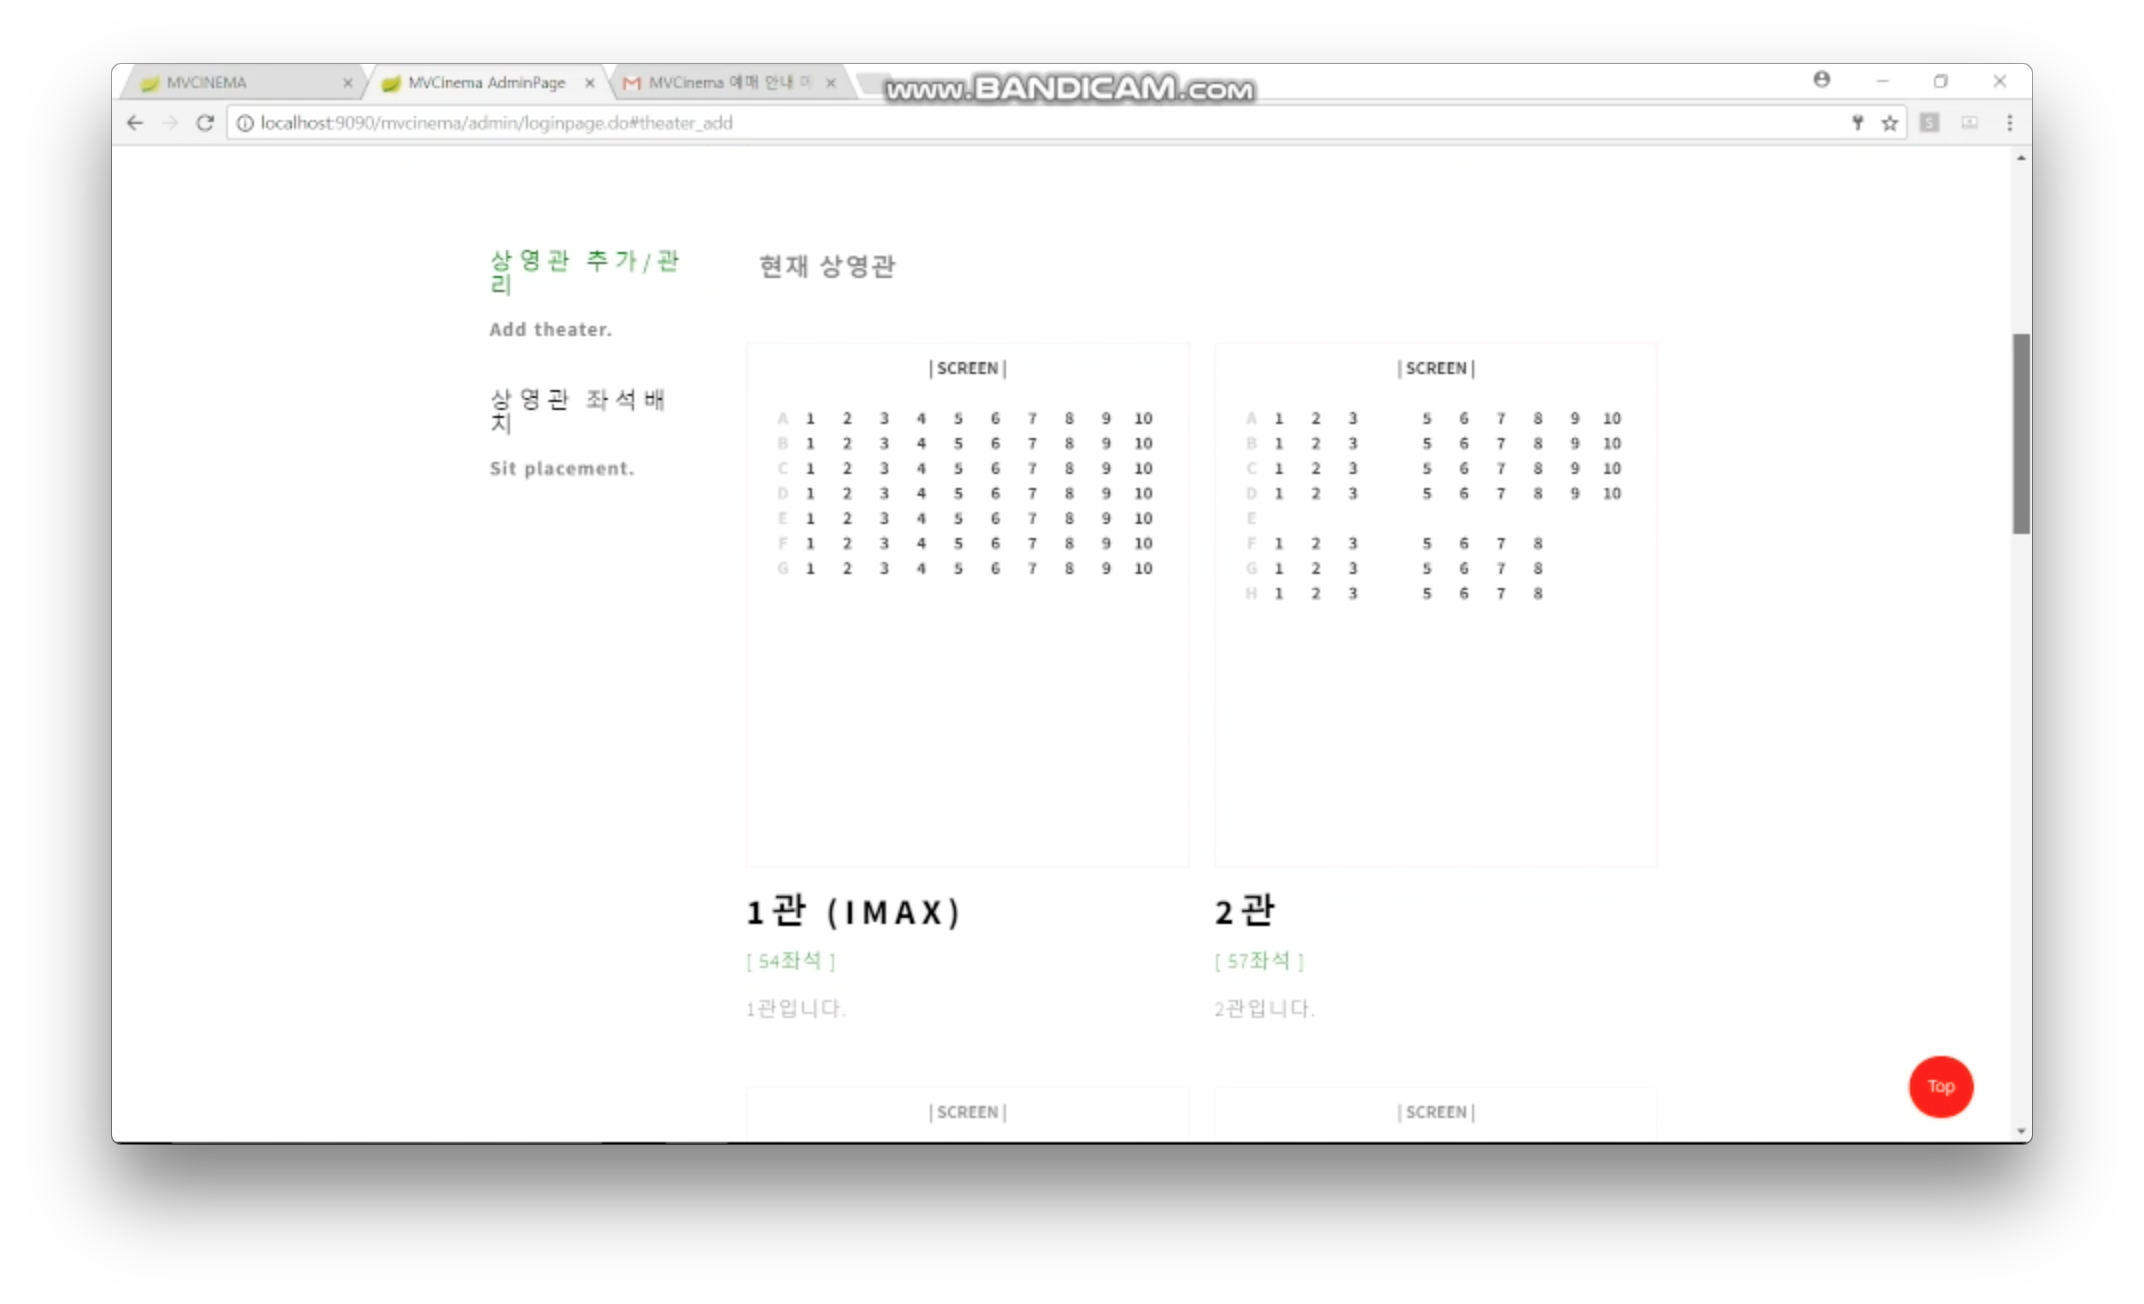 MVCINEMA
MVCinema AdminPage
MVCinema 예매 안내
www.BANDICAM.com
localhost:9090/mvcinema/admin/loginpage.do#theater_add
상영관 추가/관
리
Add theater.
상영관 좌석배
치
Sit placement.
현재 상영관
|SCREEN|
A 1 2 3 4 5 6 7 8 9 10
B 1 2 3 4 5 6 7 8 9 10
C 1 2 3 4 5 6 7 8 9 10
D 1 2 3 4 5 6 7 8 9 10
E 1 2 3 4 5 6 7 8 9 10
F 1 2 3 4 5 6 7 8 9 10
G 1 2 3 4 5 6 7 8 9 10
1관 (IMAX)
[ 54좌석 ]
1관입니다.
|SCREEN|
A 1 2 3 5 6 7 8 9 10
B 1 2 3 5 6 7 8 9 10
C 1 2 3 5 6 7 8 9 10
D 1 2 3 5 6 7 8 9 10
E
F 1 2 3 5 6 7 8
G 1 2 3 5 6 7 8
H 1 2 3 5 6 7 8
2관
[ 57좌석 ]
2관입니다.
|SCREEN|
|SCREEN|
Top